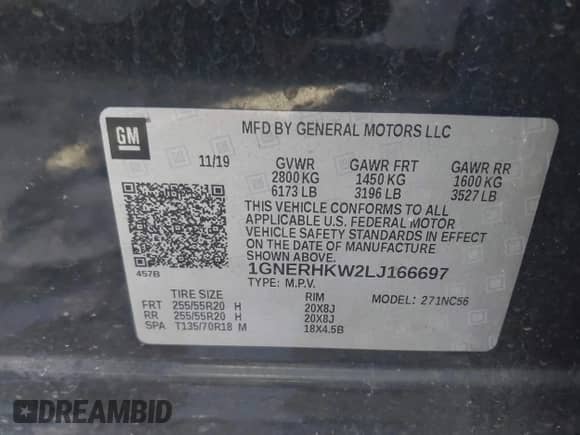 GM
MFD BY GENERAL MOTORS LLC
11/19 GVWR GAWR FRT GAWR RR
2800 KG 1450 KG 1600 KG
6173 LB 3196 LB 3527 LB
THIS VEHICLE CONFORMS TO ALL
APPLICABLE U.S. FEDERAL MOTOR
VEHICLE SAFETY STANDARDS IN EFFECT
ON THE DATE OF MANUFACTURE
SHOWN ABOVE.
457B
1GNERHKW2LJ166697
TYPE: M.P.V. MODEL: 271NC56
TIRE SIZE RIM
FRT 255/55R20 H 20X8J
RR 255/55R20 H 20X8J
SPA T135/70R18 M 18X4.5B
DREAMBID